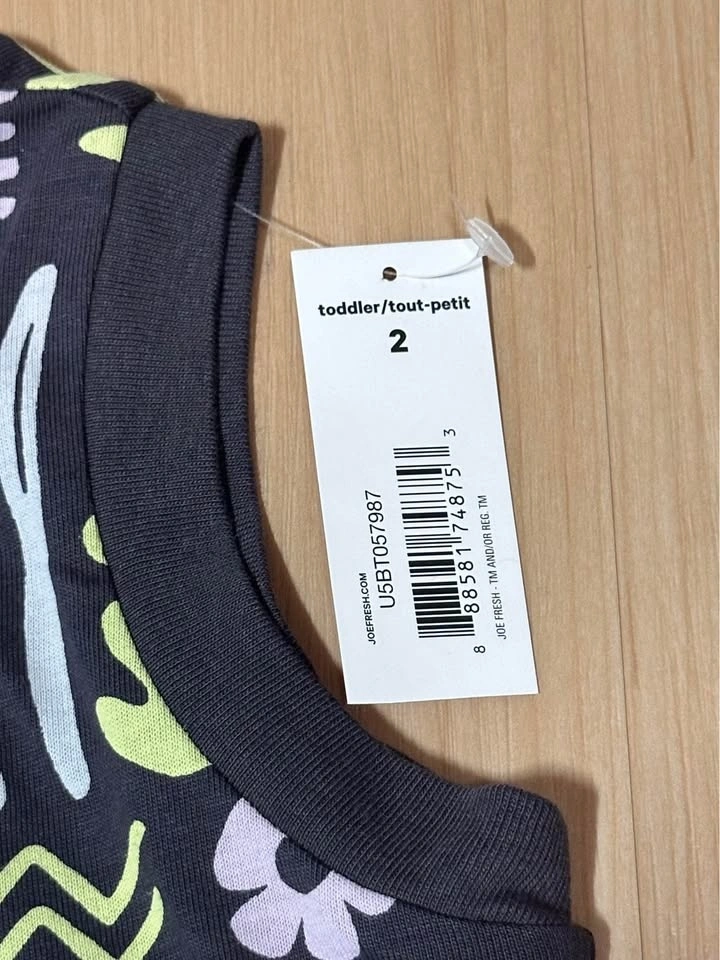 toddler/tout-petit
2
JOEFRESH.COM
U5BT057987
8 88581 74875 3
JOE FRESH - TM AND/OR REG. TM